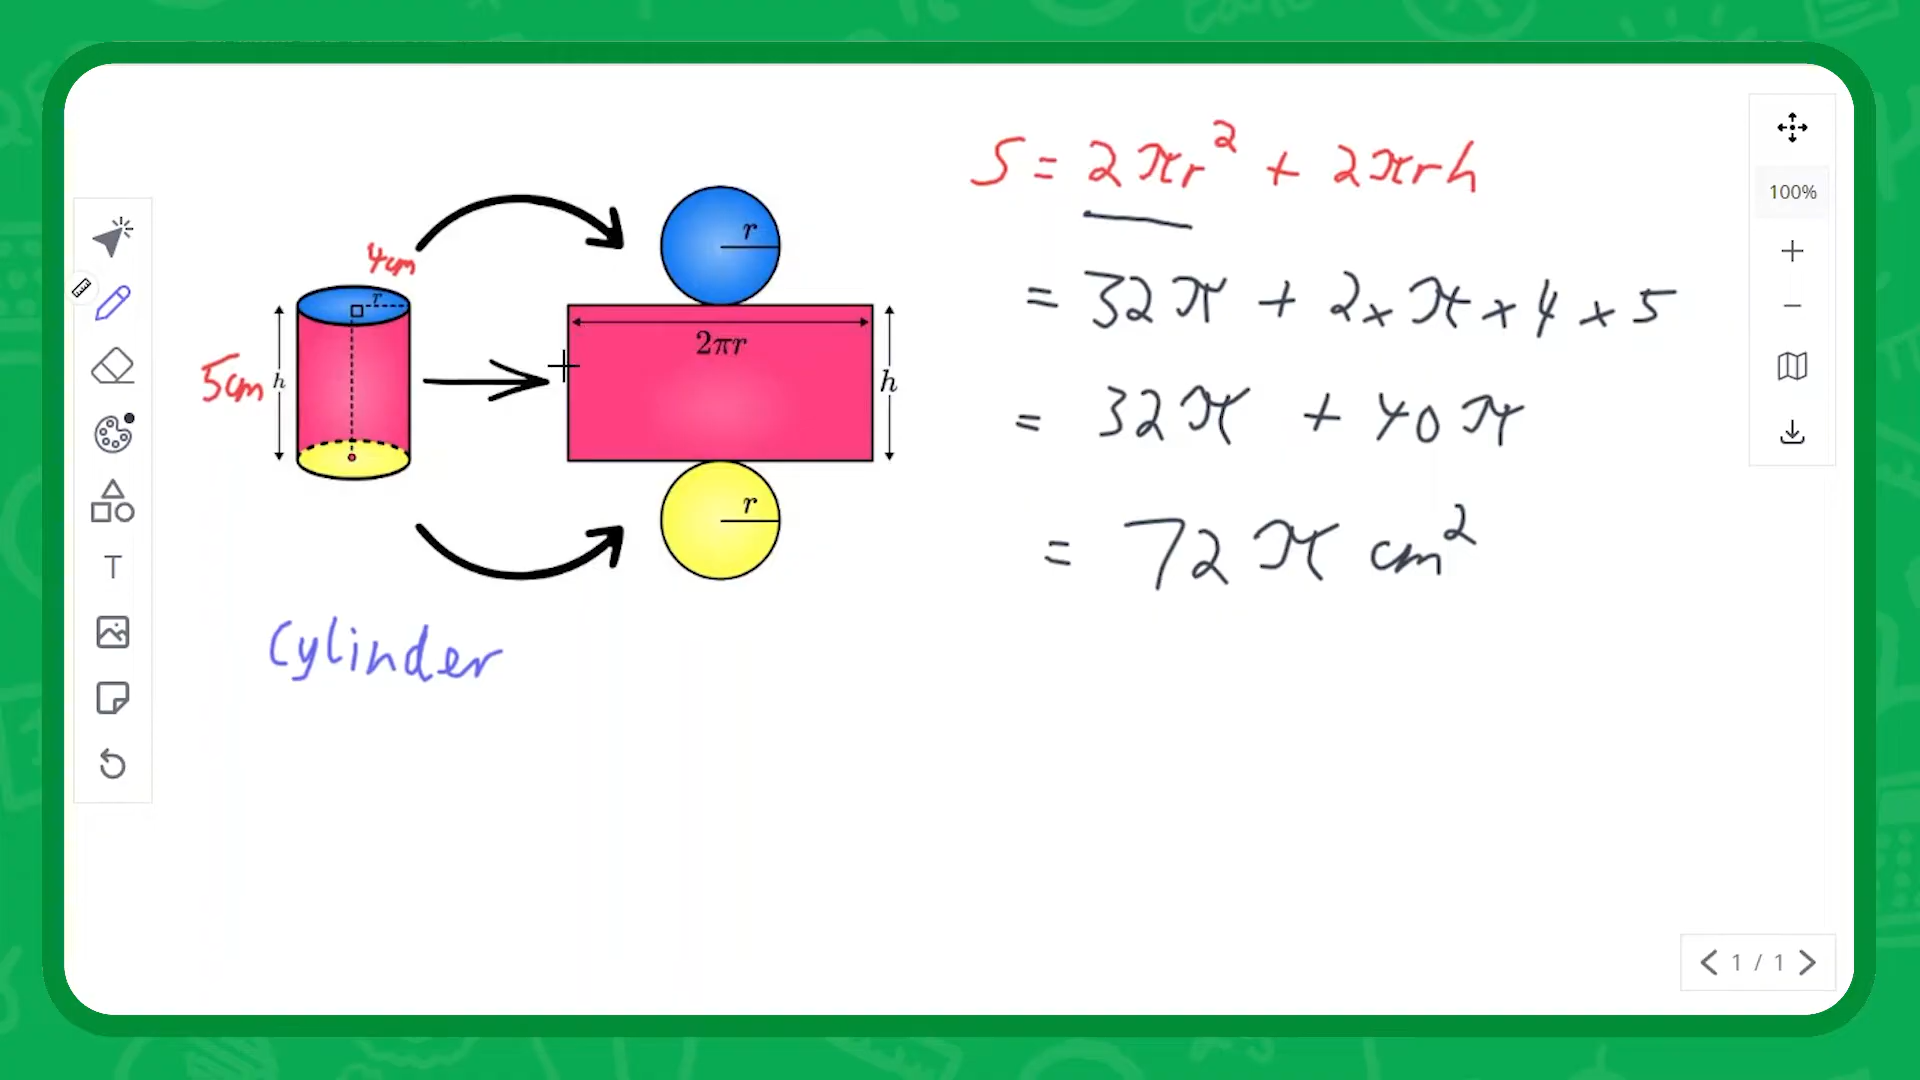 S = 2πr² + 2πrh
= 32π + 2 × π × 4 × 5
= 32π + 40π
= 72π cm²
4cm
r
5cm
h
r
2πr
h
r
Cylinder
T
100%
1 / 1